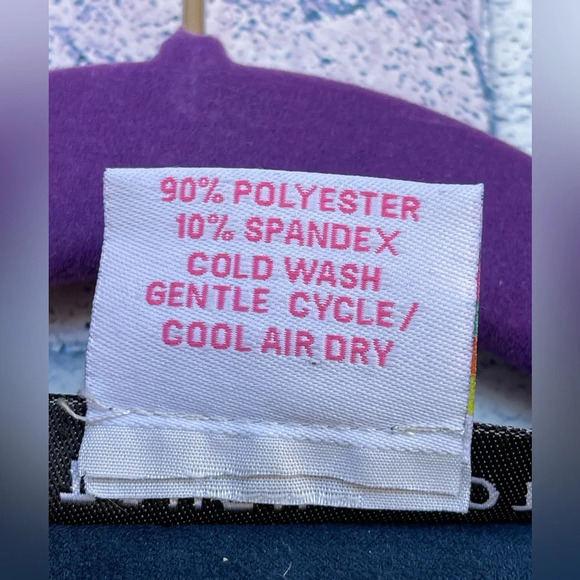 90% POLYESTER
10% SPANDEX
COLD WASH
GENTLE CYCLE/
COOL AIR DRY